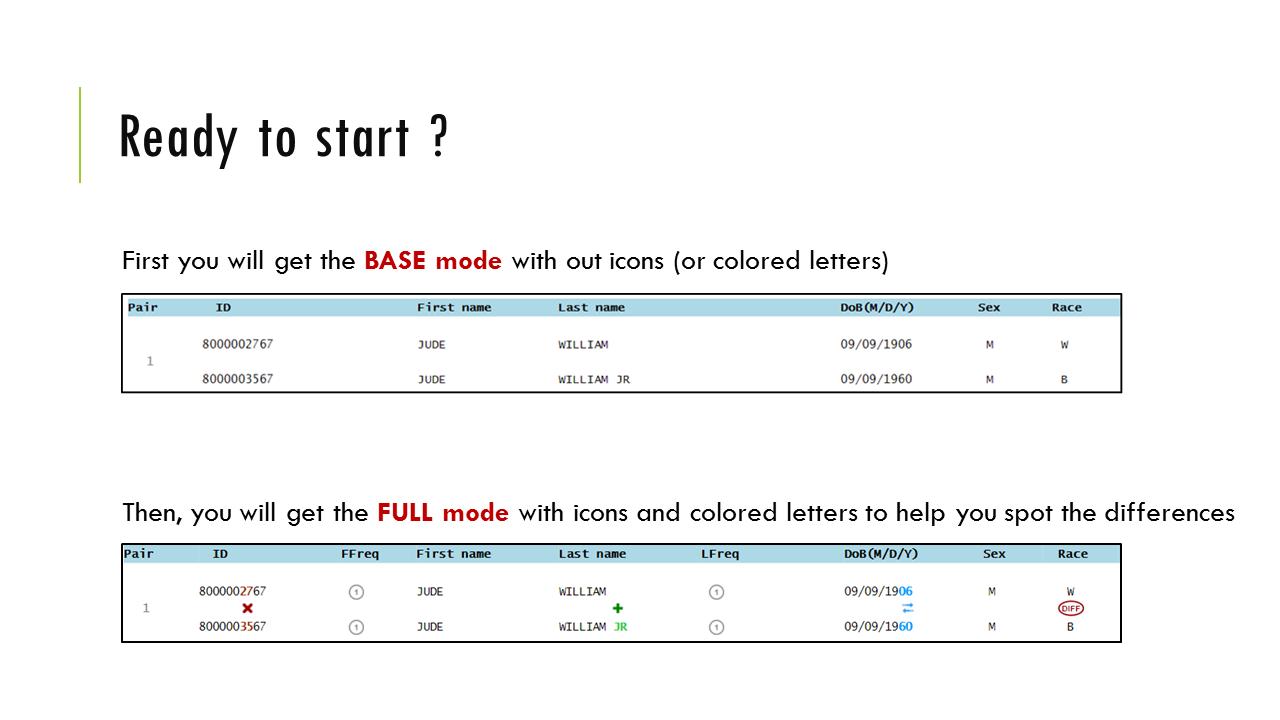 Ready to start ?
First you will get the BASE mode with out icons (or colored letters)
Pair ID First name Last name DoB(M/D/Y) Sex Race
8000002767 JUDE WILLIAM 09/09/1906 M W
1
8000003567 JUDE WILLIAM JR 09/09/1960 M B
Then, you will get the FULL mode with icons and colored letters to help you spot the differences
Pair ID FFreq First name Last name LFreq DoB(M/D/Y) Sex Race
8000002767 1 JUDE WILLIAM 1 09/09/1906 M W
1 DIFF
8000003567 1 JUDE WILLIAM JR 1 09/09/1960 M B